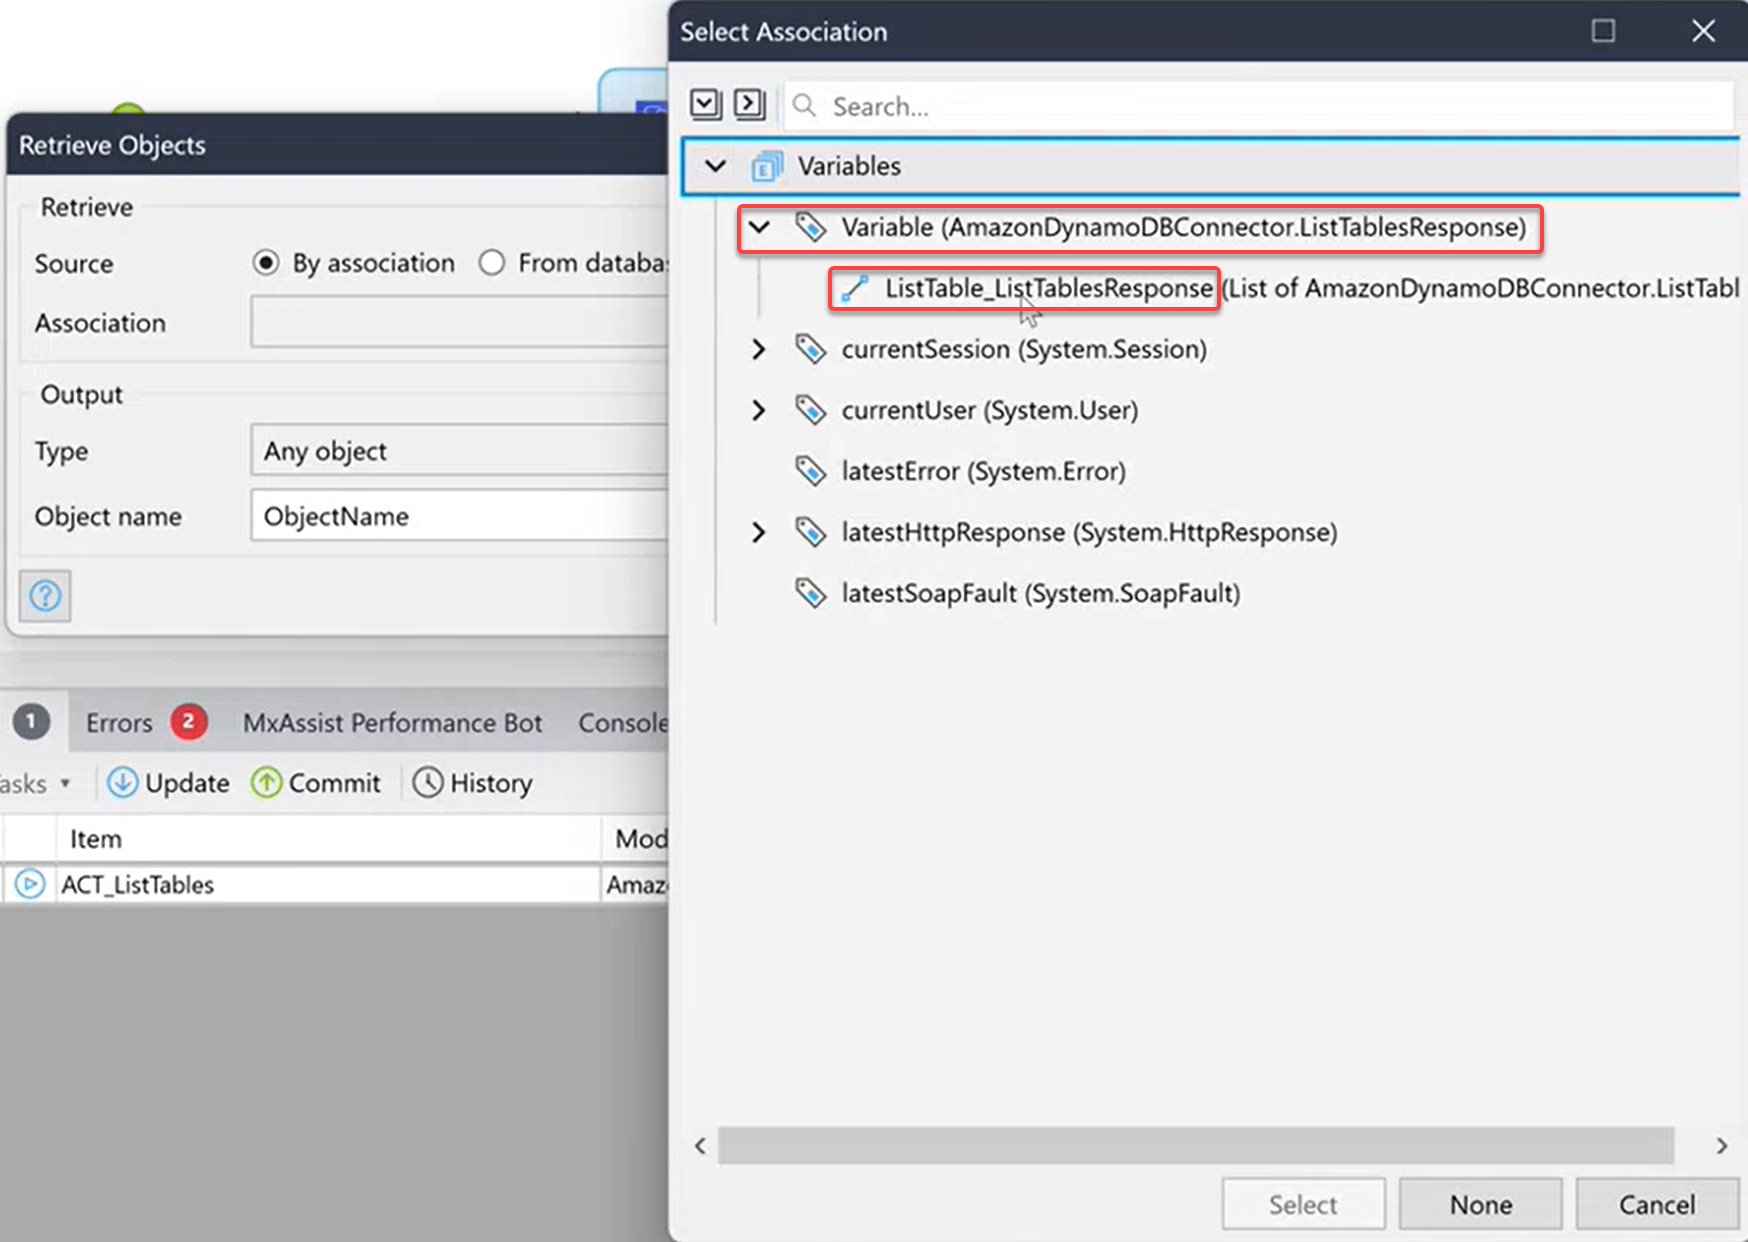 Select Association
Search...
Variables
Variable (AmazonDynamoDBConnector.ListTablesResponse)
ListTable_ListTablesResponse (List of AmazonDynamoDBConnector.ListTabl
currentSession (System.Session)
currentUser (System.User)
latestError (System.Error)
latestHttpResponse (System.HttpResponse)
latestSoapFault (System.SoapFault)
Select
None
Cancel
Retrieve Objects
Retrieve
Source
By association
From databa
Association
Output
Type
Any object
Object name
ObjectName
1
Errors 2
MxAssist Performance Bot
Console
asks
Update
Commit
History
Item
Mod
ACT_ListTables
Amaz